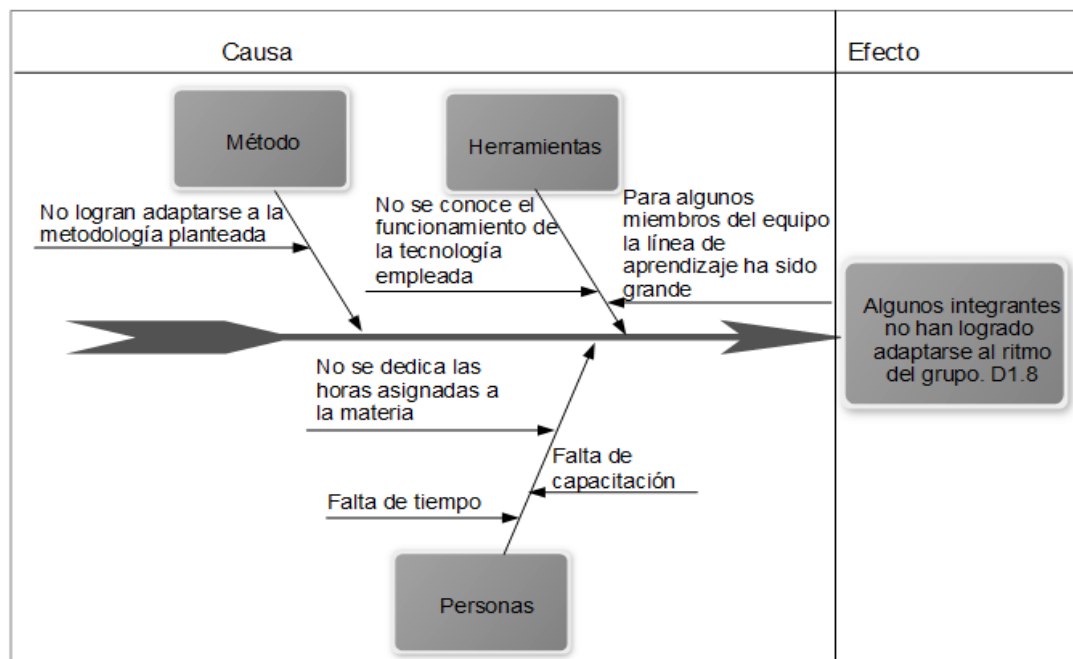 Causa
Efecto
Método
Herramientas
No logran adaptarse a la
metodología planteada
No se conoce el
funcionamiento de
la tecnología
empleada
Para algunos
miembros del equipo
la línea de
aprendizaje ha sido
grande
Algunos integrantes
no han logrado
adaptarse al ritmo
del grupo. D1.8
No se dedica las
horas asignadas a
la materia
Falta de
capacitación
Falta de tiempo
Personas